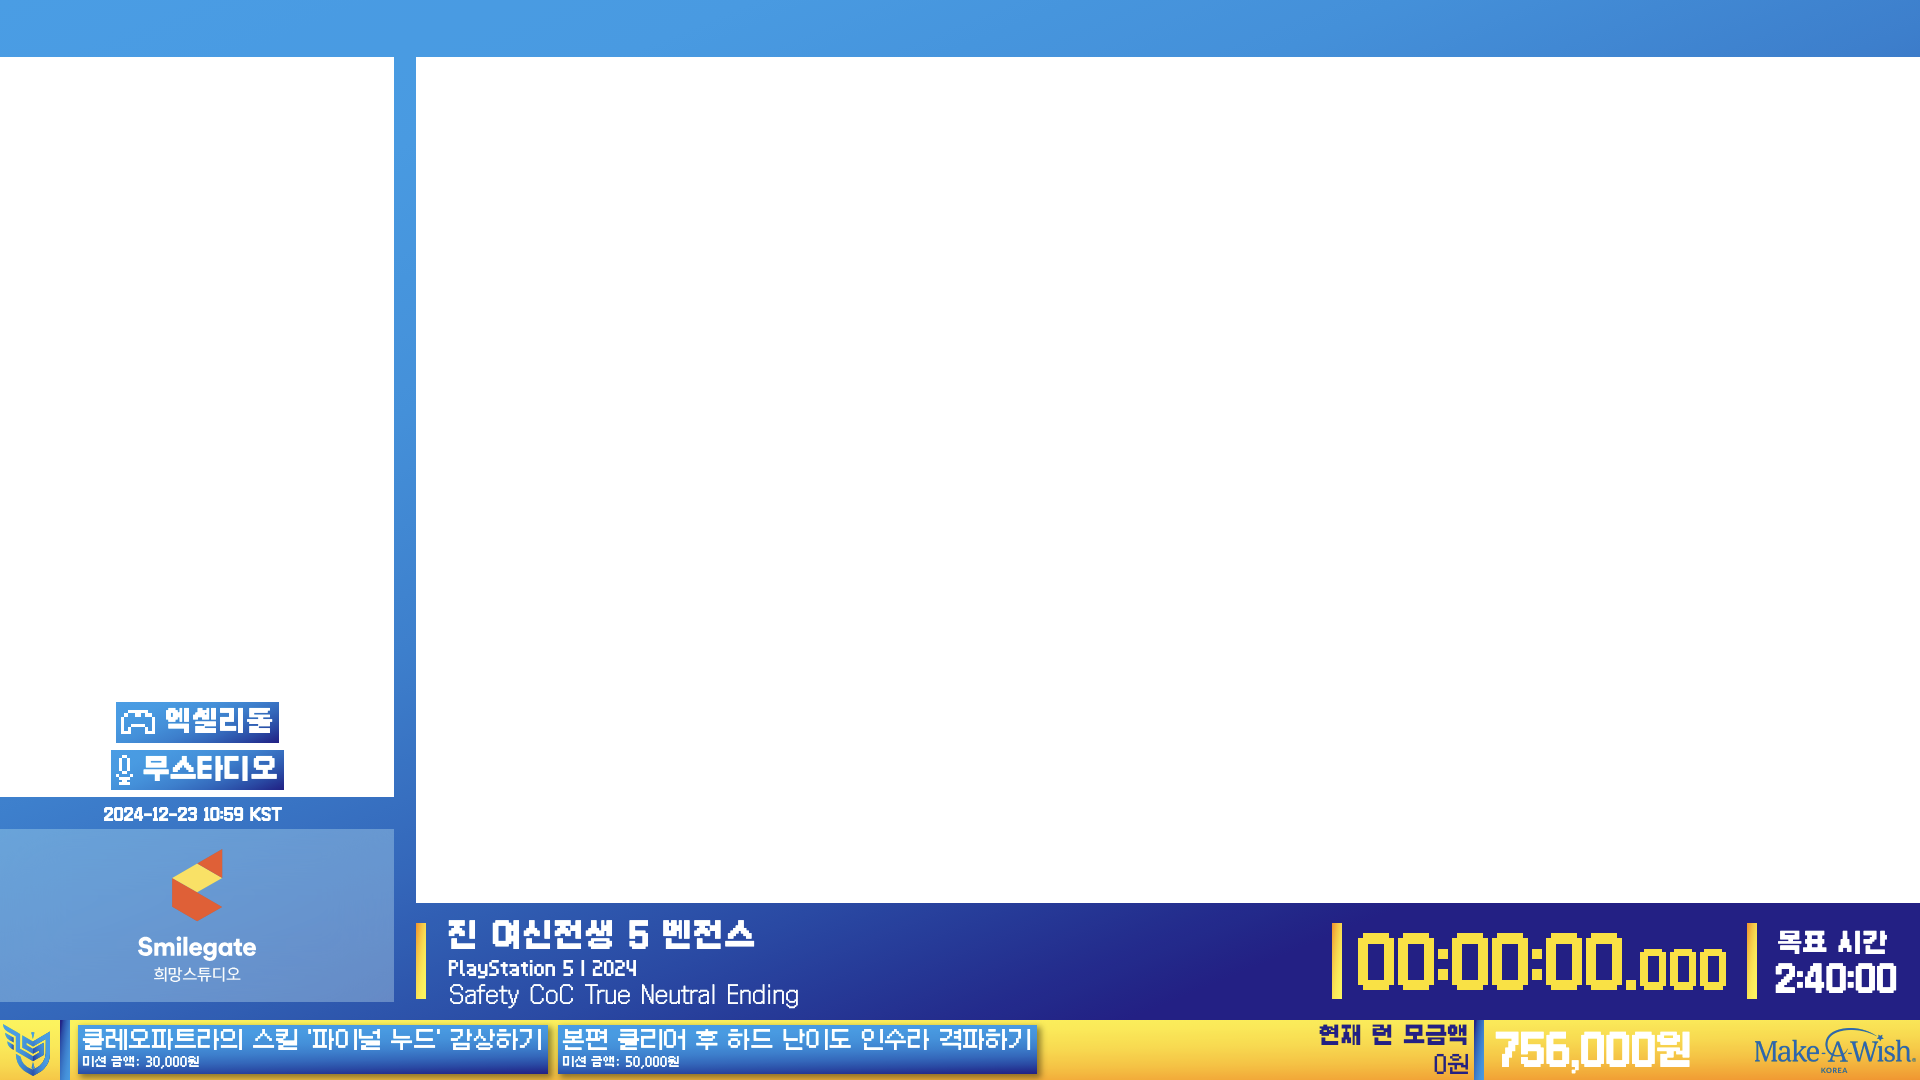 엑셀리돌
무스타디오
2024-12-23 10:59 KST
Smilegate
희망스튜디오
진 여신전생 5 벤전스
PlayStation 5 | 2024
Safety CoC True Neutral Ending
00:00:00.000
목표 시간
2:40:00
클레오파트라의 스킬 '파이널 누드' 감상하기
미션 금액: 30,000원
본편 클리어 후 하드 난이도 인수라 격파하기
미션 금액: 50,000원
현재 런 모금액
0원
756,000원
Make-A-Wish.
KOREA